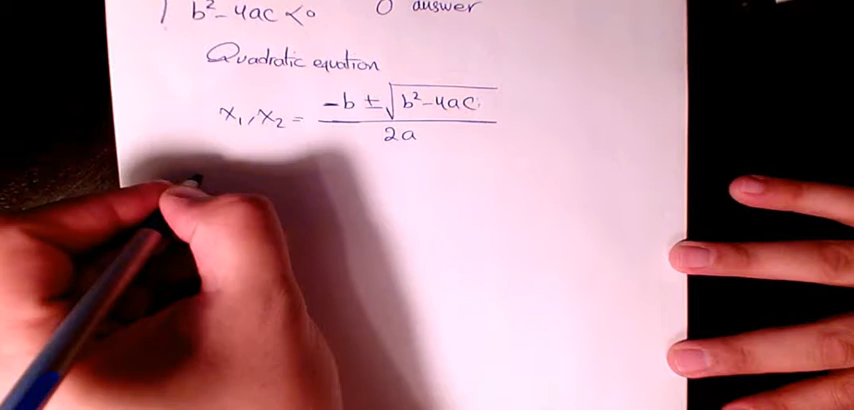 b² - 4ac < 0 0 answer
Quadratic equation
x₁, x₂ = (-b ± √(b² - 4ac)) / 2a